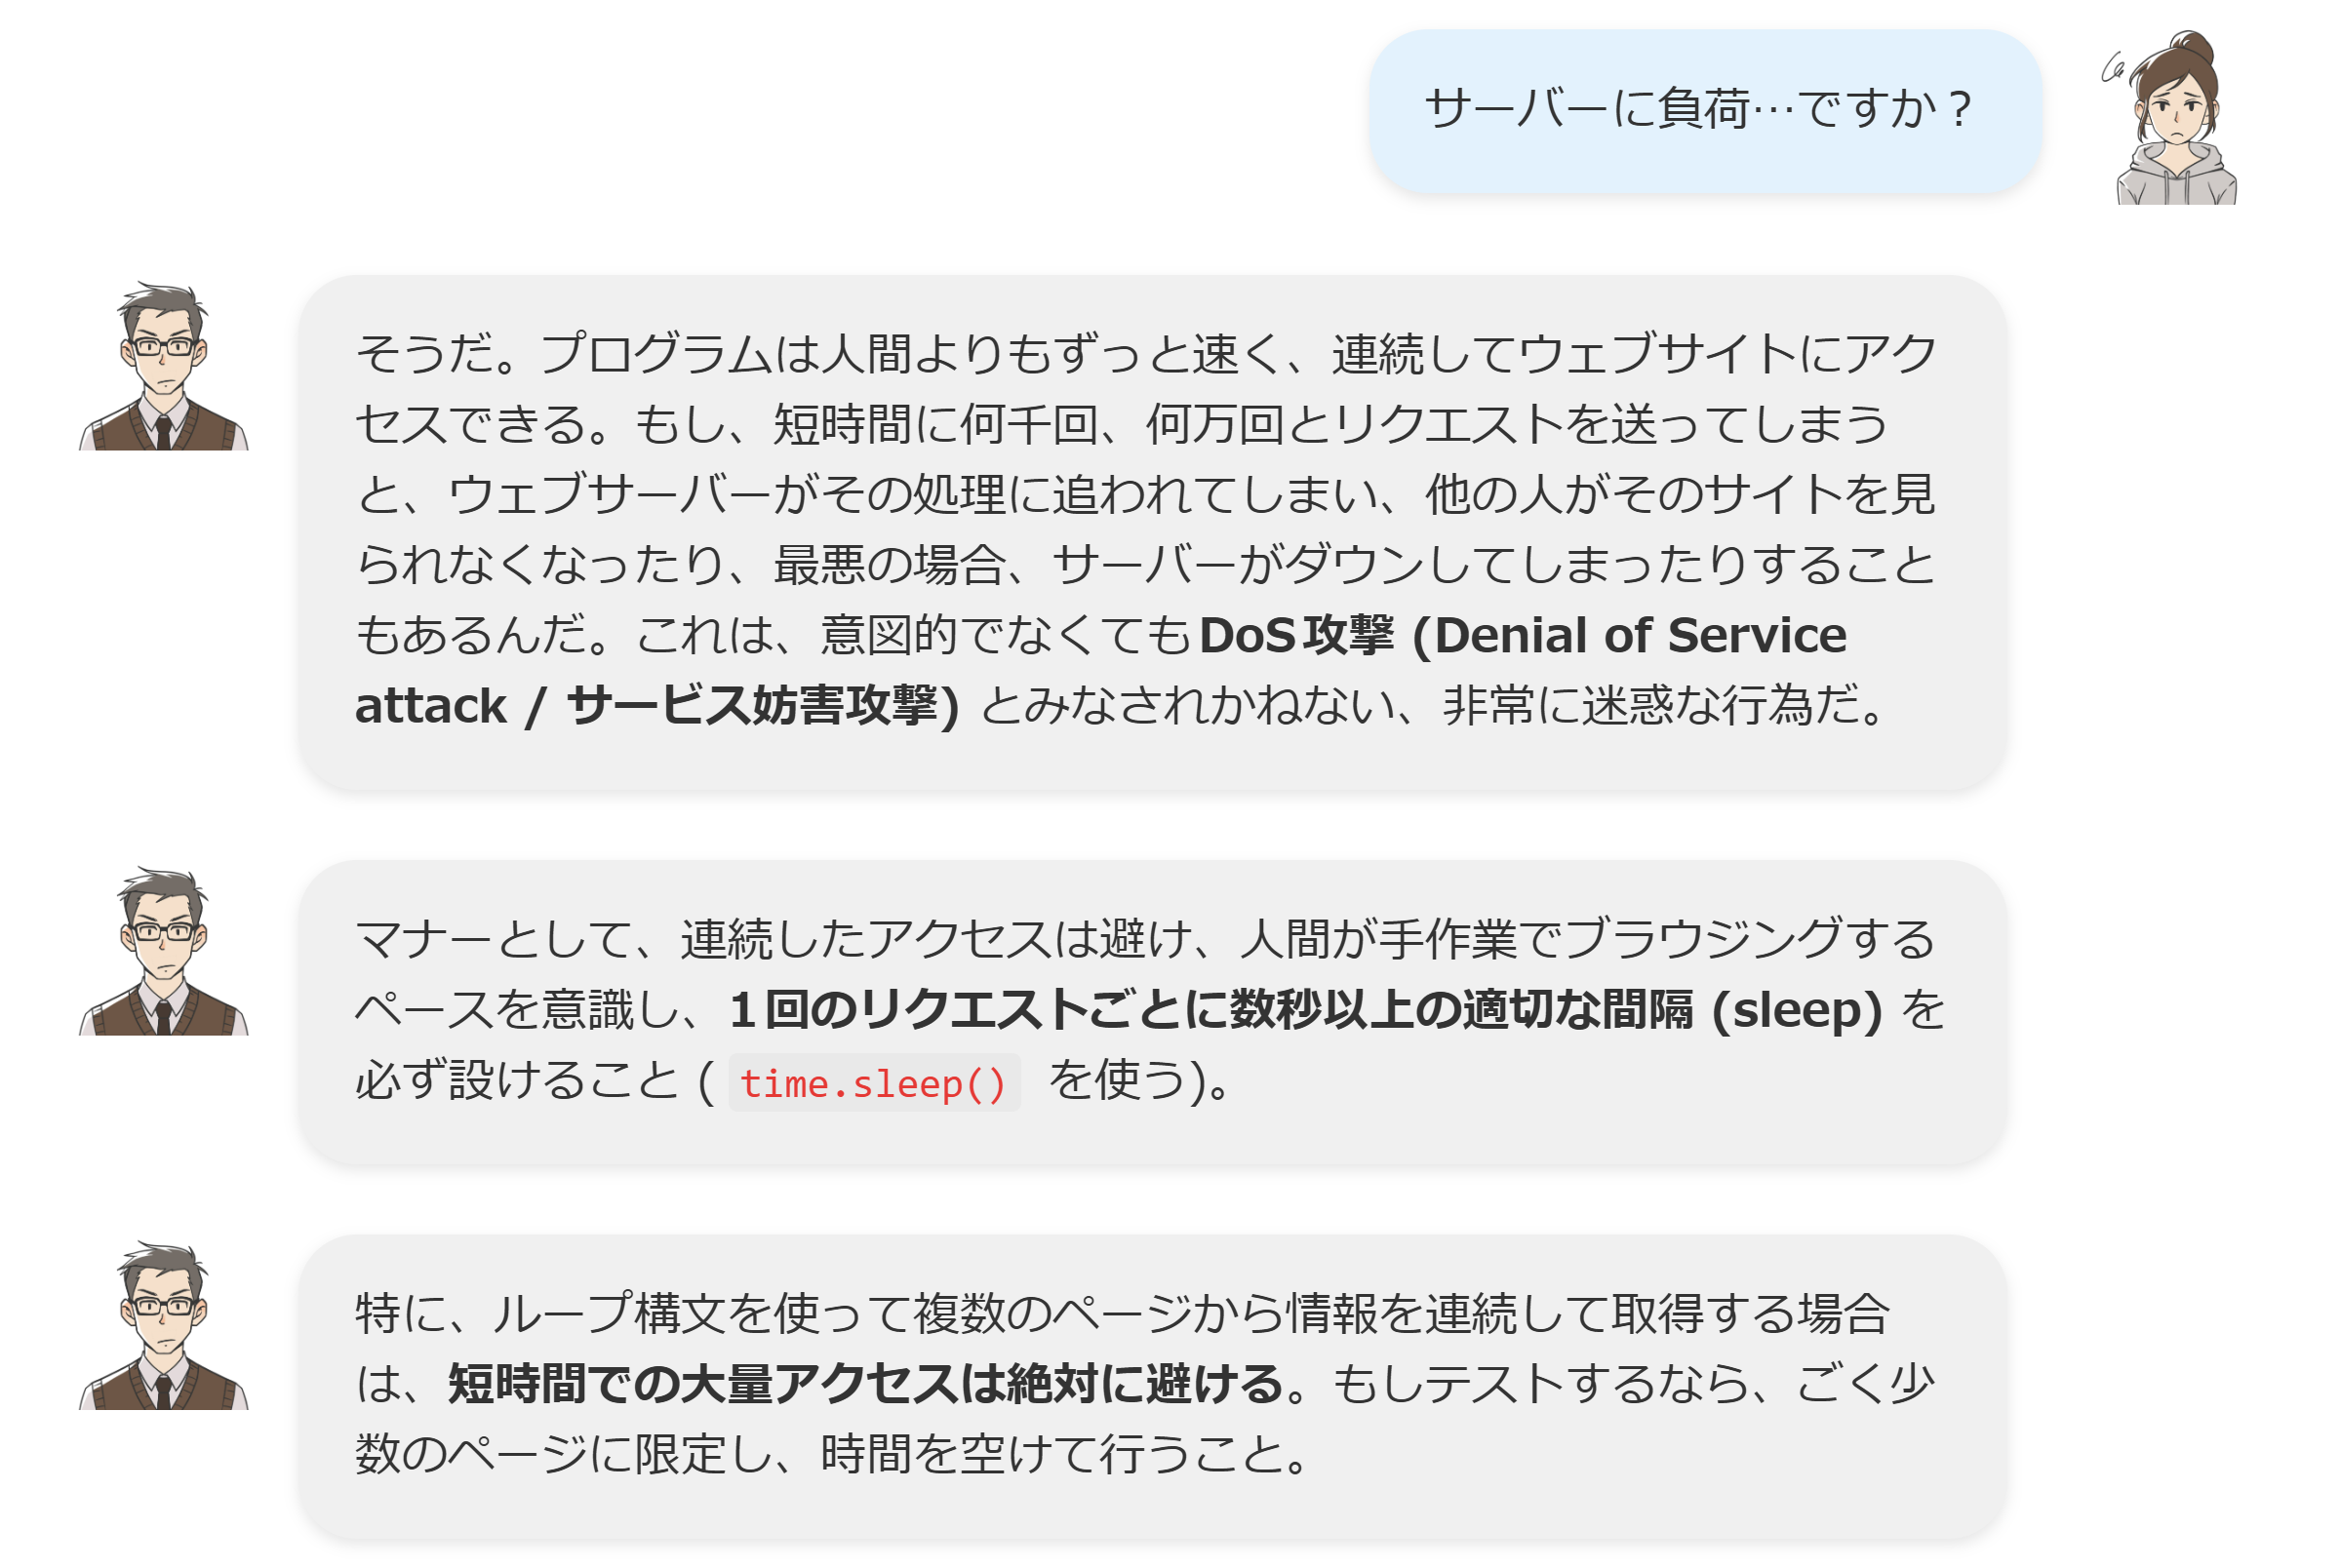 サーバーに負荷…ですか？
そうだ。プログラムは人間よりもずっと速く、連続してウェブサイトにアク
セスできる。もし、短時間に何千回、何万回とリクエストを送ってしまう
と、ウェブサーバーがその処理に追われてしまい、他の人がそのサイトを見
られなくなったり、最悪の場合、サーバーがダウンしてしまったりすること
もあるんだ。これは、意図的でなくてもDoS攻撃 (Denial of Service
attack / サービス妨害攻撃) とみなされかねない、非常に迷惑な行為だ。
マナーとして、連続したアクセスは避け、人間が手作業でブラウジングする
ペースを意識し、1回のリクエストごとに数秒以上の適切な間隔 (sleep) を
必ず設けること ( time.sleep() を使う)。
特に、ループ構文を使って複数のページから情報を連続して取得する場合
は、短時間での大量アクセスは絶対に避ける。もしテストするなら、ごく少
数のページに限定し、時間を空けて行うこと。